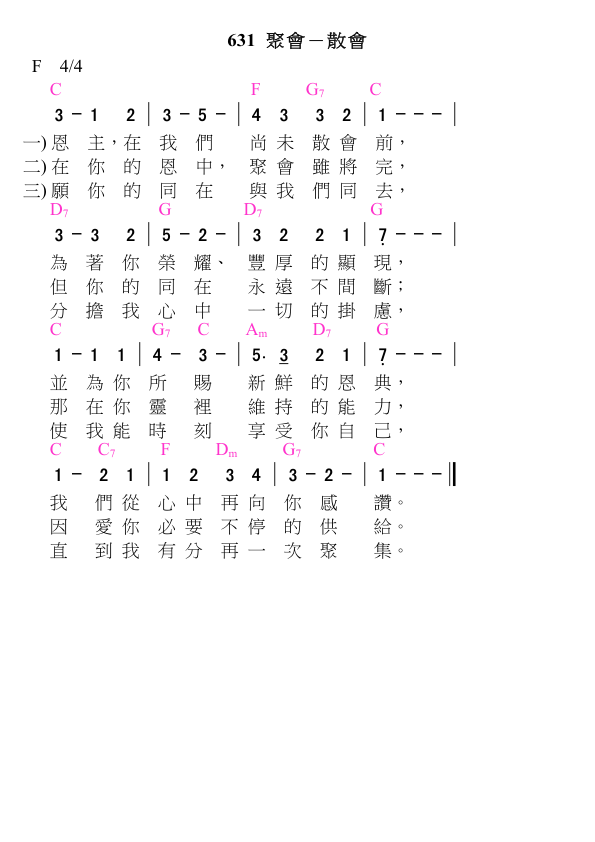 631 聚會－散會
F 4/4
C F G7 C
3 - 1 2 | 3 - 5 - | 4 3 3 2 | 1 - - - |
一) 恩 主，在 我 們 尚 未 散 會 前，
二) 在 你 的 恩 中， 聚 會 雖 將 完，
三) 願 你 的 同 在 與 我 們 同 去，
D7 G D7 G
3 - 3 2 | 5 - 2 - | 3 2 2 1 | 7̣ - - - |
為 著 你 榮 耀、 豐 厚 的 顯 現，
但 你 的 同 在 永 遠 不 間 斷；
分 擔 我 心 中 一 切 的 掛 慮，
C G7 C Am D7 G
1 - 1 1 | 4 - 3 - | 5. 3 2 1 | 7̣ - - - |
並 為 你 所 賜 新 鮮 的 恩 典，
那 在 你 靈 裡 維 持 的 能 力，
使 我 能 時 刻 享 受 你 自 己，
C C7 F Dm G7 C
1 - 2 1 | 1 2 3 4 | 3 - 2 - | 1 - - - ‖
我 們 從 心 中 再 向 你 感 讚。
因 愛 你 必 要 不 停 的 供 給。
直 到 我 有 分 再 一 次 聚 集。